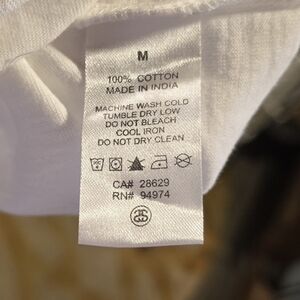 M
100% COTTON
MADE IN INDIA
MACHINE WASH COLD
TUMBLE DRY LOW
DO NOT BLEACH
COOL IRON
DO NOT DRY CLEAN
CA# 28629
RN# 94974